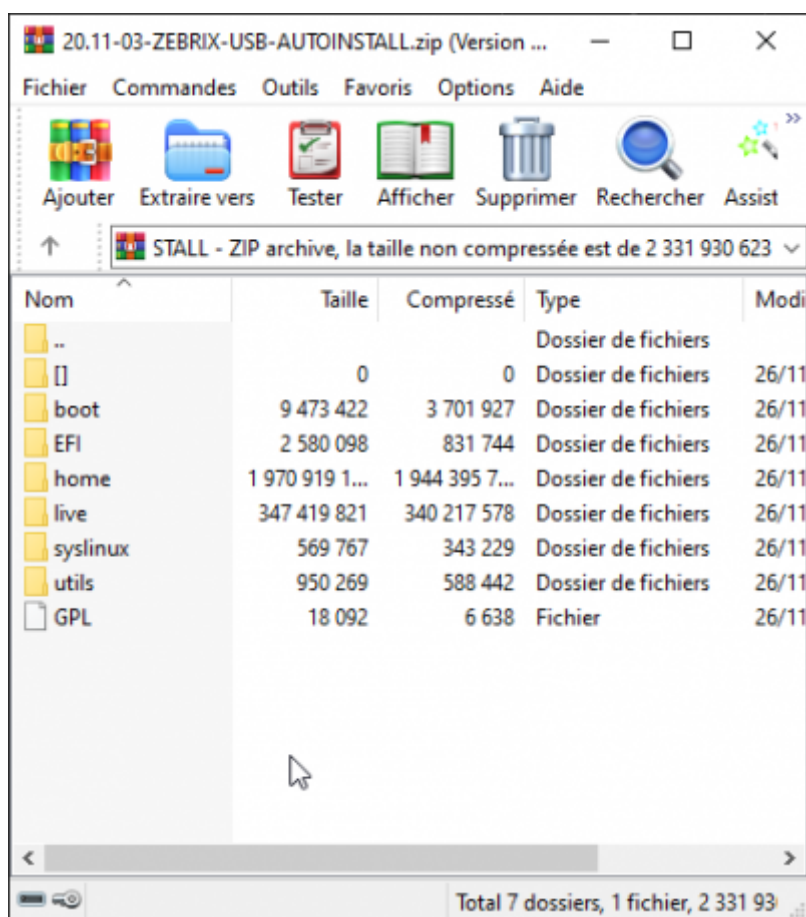 20.11-03-ZEBRIX-USB-AUTOINSTALL.zip (Version ...
Fichier Commandes Outils Favoris Options Aide
Ajouter Extraire vers Tester Afficher Supprimer Rechercher Assist
STALL - ZIP archive, la taille non compressée est de 2 331 930 623
Nom Taille Compressé Type Modi
.. Dossier de fichiers
[] 0 0 Dossier de fichiers 26/11
boot 9 473 422 3 701 927 Dossier de fichiers 26/11
EFI 2 580 098 831 744 Dossier de fichiers 26/11
home 1 970 919 1... 1 944 395 7... Dossier de fichiers 26/11
live 347 419 821 340 217 578 Dossier de fichiers 26/11
syslinux 569 767 343 229 Dossier de fichiers 26/11
utils 950 269 588 442 Dossier de fichiers 26/11
GPL 18 092 6 638 Fichier 26/11
Total 7 dossiers, 1 fichier, 2 331 93